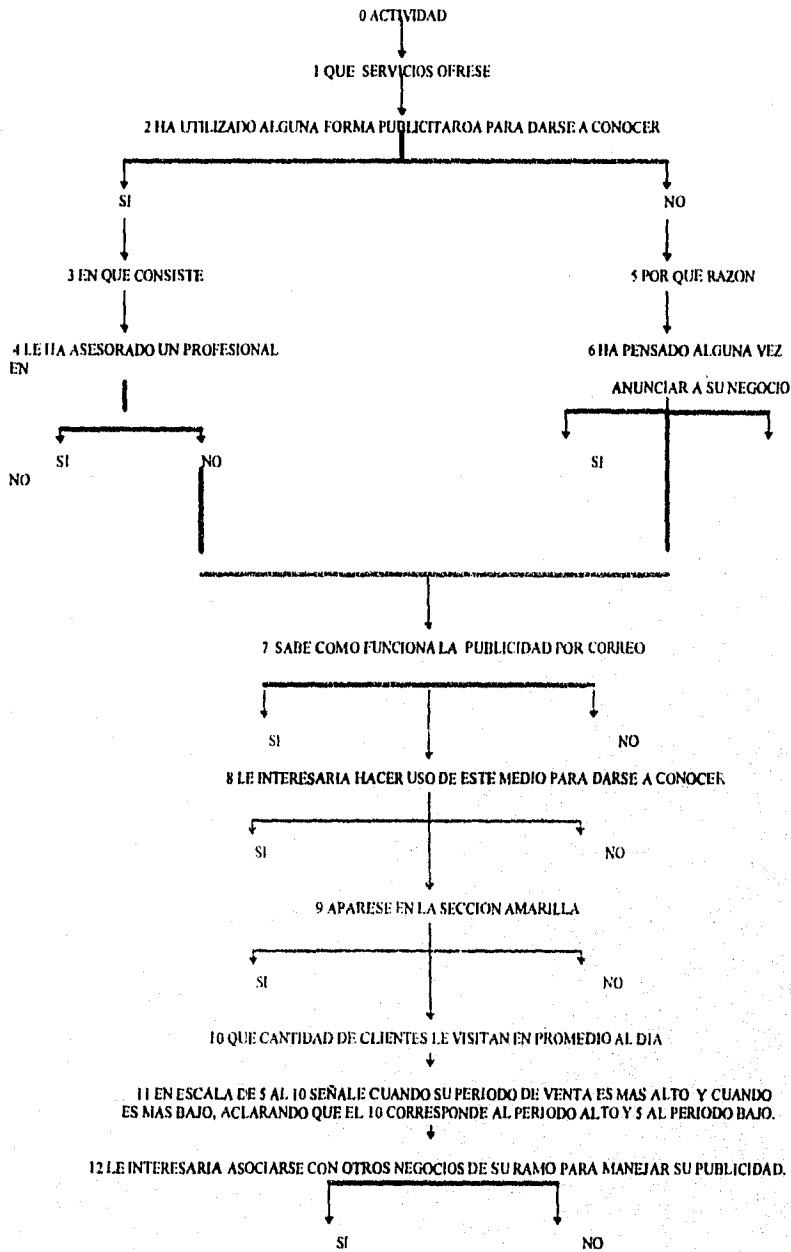 0 ACTIVIDAD
1 QUE SERVICIOS OFRESE
2 HA UTILIZADO ALGUNA FORMA PUBLICITAROA PARA DARSE A CONOCER
SI
NO
3 EN QUE CONSISTE
5 POR QUE RAZON
4 LE HA ASESORADO UN PROFESIONAL
EN
6 HA PENSADO ALGUNA VEZ
ANUNCIAR A SU NEGOCIO
SI
NO
SI
NO
7 SABE COMO FUNCIONA LA PUBLICIDAD POR CORREO
SI
NO
8 LE INTERESARIA HACER USO DE ESTE MEDIO PARA DARSE A CONOCER
SI
NO
9 APARESE EN LA SECCION AMARILLA
SI
NO
10 QUE CANTIDAD DE CLIENTES LE VISITAN EN PROMEDIO AL DIA
11 EN ESCALA DE 5 AL 10 SEÑALE CUANDO SU PERIODO DE VENTA ES MAS ALTO Y CUANDO
ES MAS BAJO, ACLARANDO QUE EL 10 CORRESPONDE AL PERIODO ALTO Y 5 AL PERIODO BAJO.
12 LE INTERESARIA ASOCIARSE CON OTROS NEGOCIOS DE SU RAMO PARA MANEJAR SU PUBLICIDAD.
SI
NO